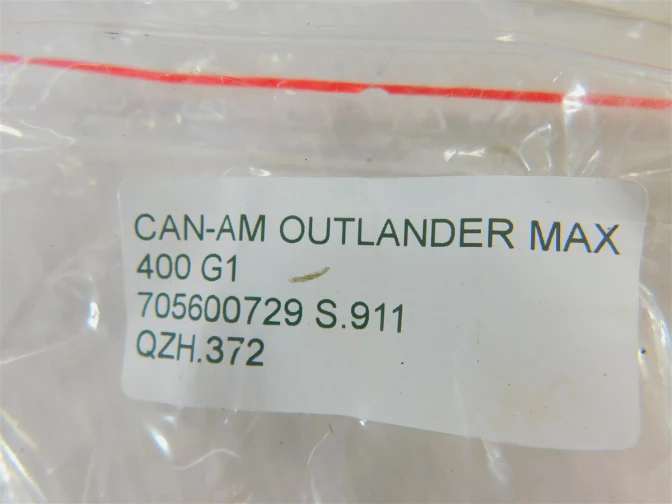 CAN-AM OUTLANDER MAX
400 G1
705600729 S.911
QZH.372